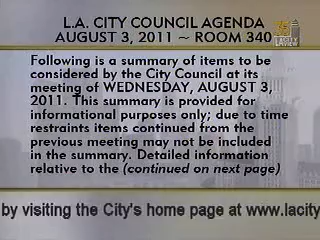 L.A. CITY COUNCIL AGENDA
AUGUST 3, 2011 ~ ROOM 340
35
Following is a summary of items to be
considered by the City Council at its
meeting of WEDNESDAY, AUGUST 3,
2011. This summary is provided for
informational purposes only; due to time
restraints items continued from the
previous meeting may not be included
in the summary. Detailed information
relative to the (continued on next page)
by visiting the City's home page at www.lacity